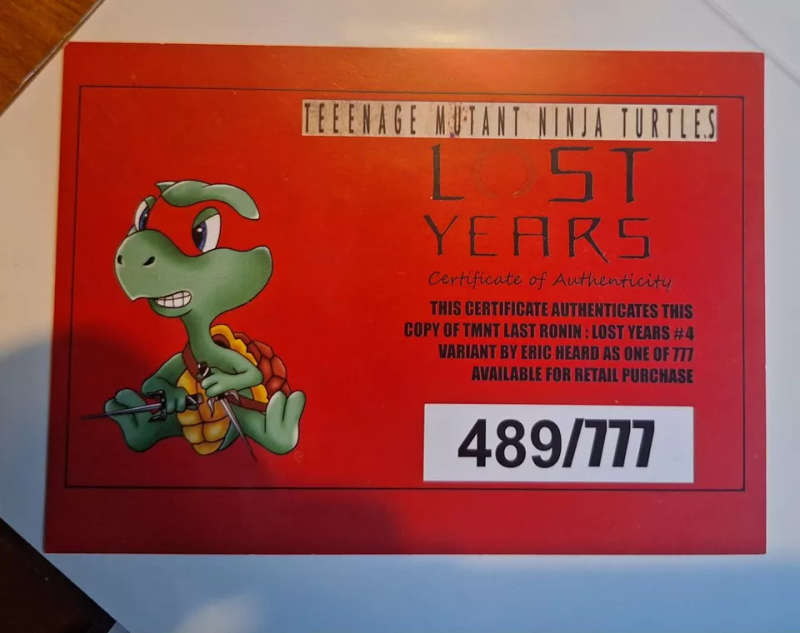 TEEENAGE MUTANT NINJA TURTLES
LOST
YEARS
Certificate of Authenticity
THIS CERTIFICATE AUTHENTICATES THIS
COPY OF TMNT LAST RONIN : LOST YEARS #4
VARIANT BY ERIC HEARD AS ONE OF 777
AVAILABLE FOR RETAIL PURCHASE
489/777